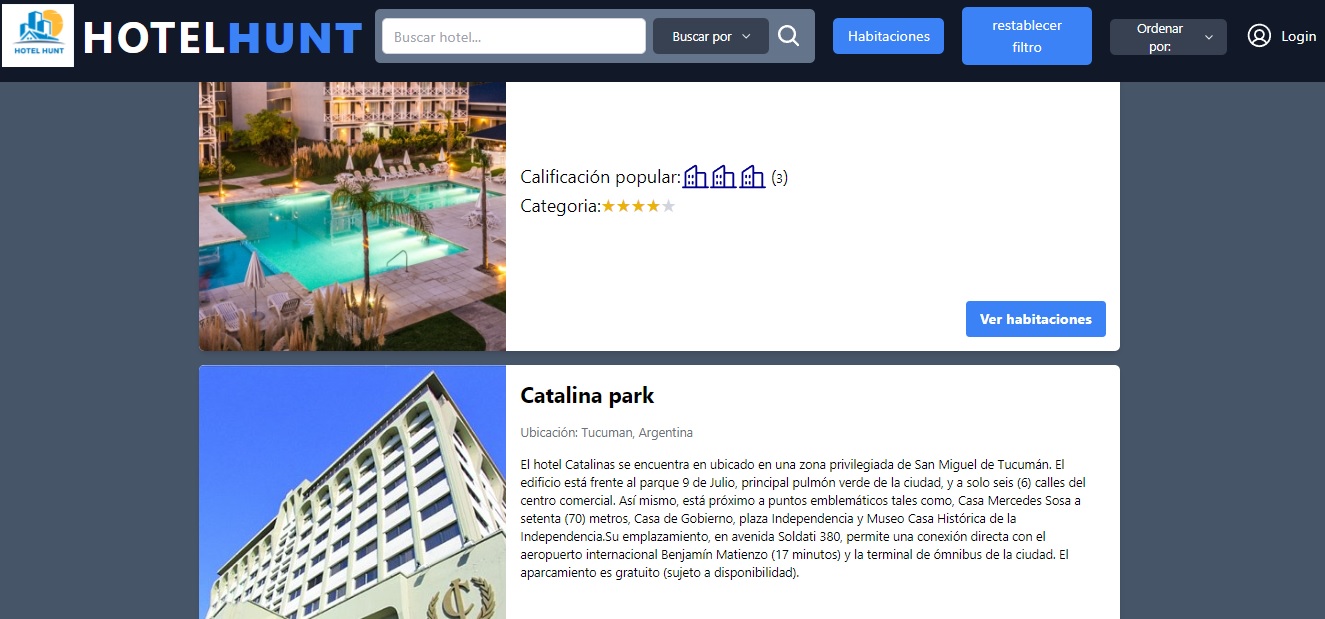 HOTEL HUNT
HOTELHUNT
Buscar hotel...
Buscar por
Habitaciones
restablecer
filtro
Ordenar
por:
Login
Calificación popular: (3)
Categoria:
Ver habitaciones
Catalina park
Ubicación: Tucuman, Argentina
El hotel Catalinas se encuentra en ubicado en una zona privilegiada de San Miguel de Tucumán. El
edificio está frente al parque 9 de Julio, principal pulmón verde de la ciudad, y a solo seis (6) calles del
centro comercial. Así mismo, está próximo a puntos emblemáticos tales como, Casa Mercedes Sosa a
setenta (70) metros, Casa de Gobierno, plaza Independencia y Museo Casa Histórica de la
Independencia.Su emplazamiento, en avenida Soldati 380, permite una conexión directa con el
aeropuerto internacional Benjamín Matienzo (17 minutos) y la terminal de ómnibus de la ciudad. El
aparcamiento es gratuito (sujeto a disponibilidad).